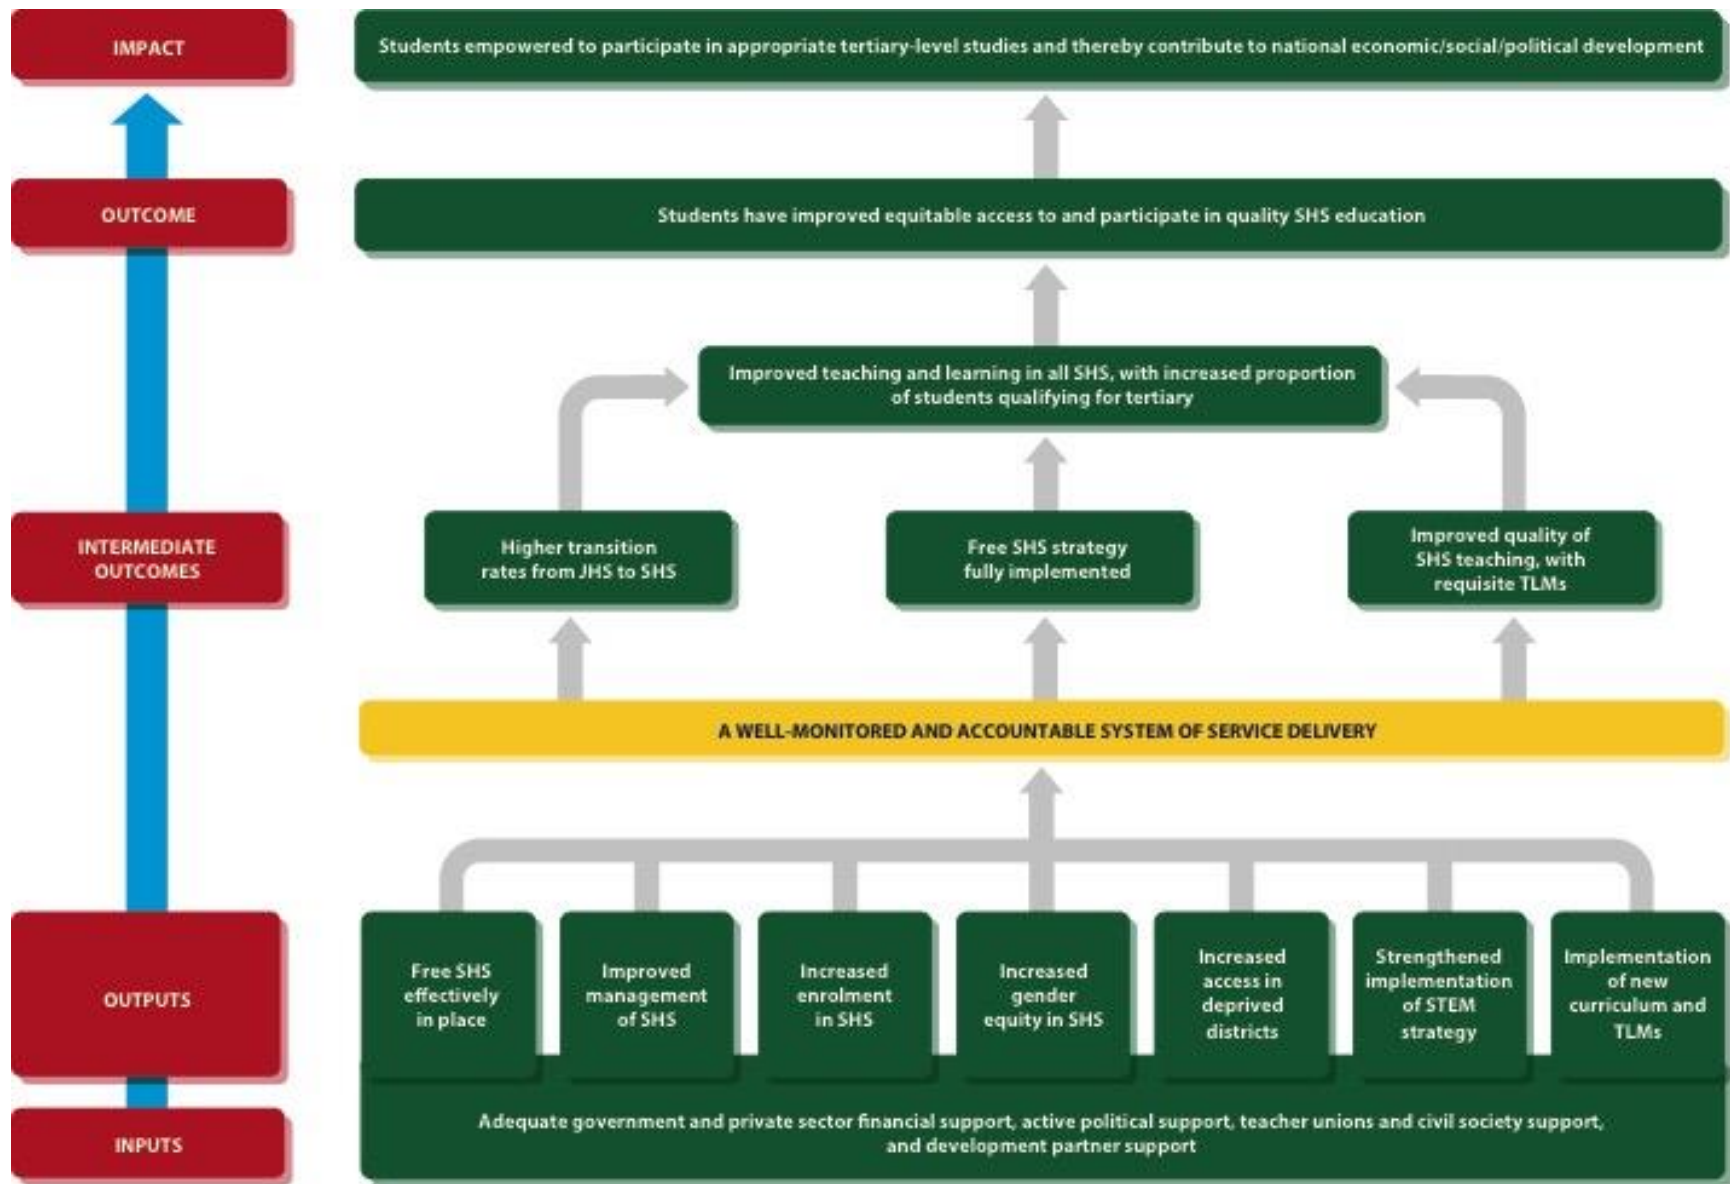 IMPACT
Students empowered to participate in appropriate tertiary-level studies and thereby contribute to national economic/social/political development
OUTCOME
Students have improved equitable access to and participate in quality SHS education
Improved teaching and learning in all SHS, with increased proportion
of students qualifying for tertiary
INTERMEDIATE
OUTCOMES
Higher transition
rates from JHS to SHS
Free SHS strategy
fully implemented
Improved quality of
SHS teaching, with
requisite TLMs
A WELL-MONITORED AND ACCOUNTABLE SYSTEM OF SERVICE DELIVERY
OUTPUTS
Free SHS
effectively
in place
Improved
management
of SHS
Increased
enrolment
in SHS
Increased
gender
equity in SHS
Increased
access in
deprived
districts
Strengthened
implementation
of STEM
strategy
Implementation
of new
curriculum and
TLMs
INPUTS
Adequate government and private sector financial support, active political support, teacher unions and civil society support,
and development partner support